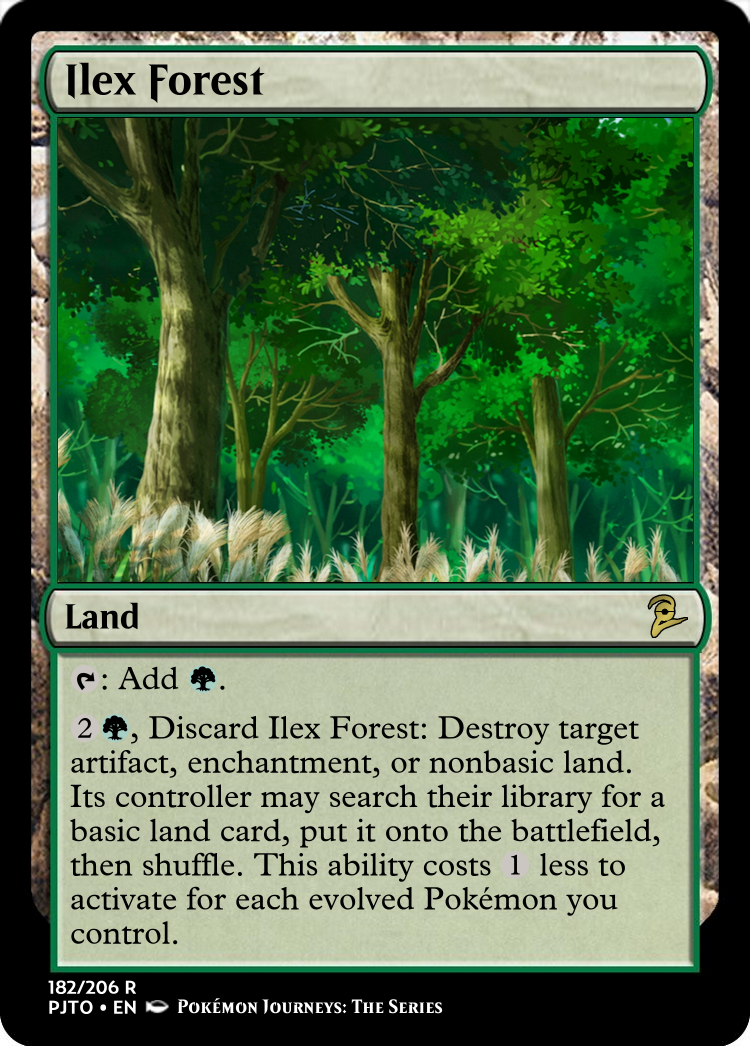 Ilex Forest
Land
: Add .
2 , Discard Ilex Forest: Destroy target
artifact, enchantment, or nonbasic land.
Its controller may search their library for a
basic land card, put it onto the battlefield,
then shuffle. This ability costs 1 less to
activate for each evolved Pokémon you
control.
182/206 R
PJTO • EN Pokémon Journeys: The Series